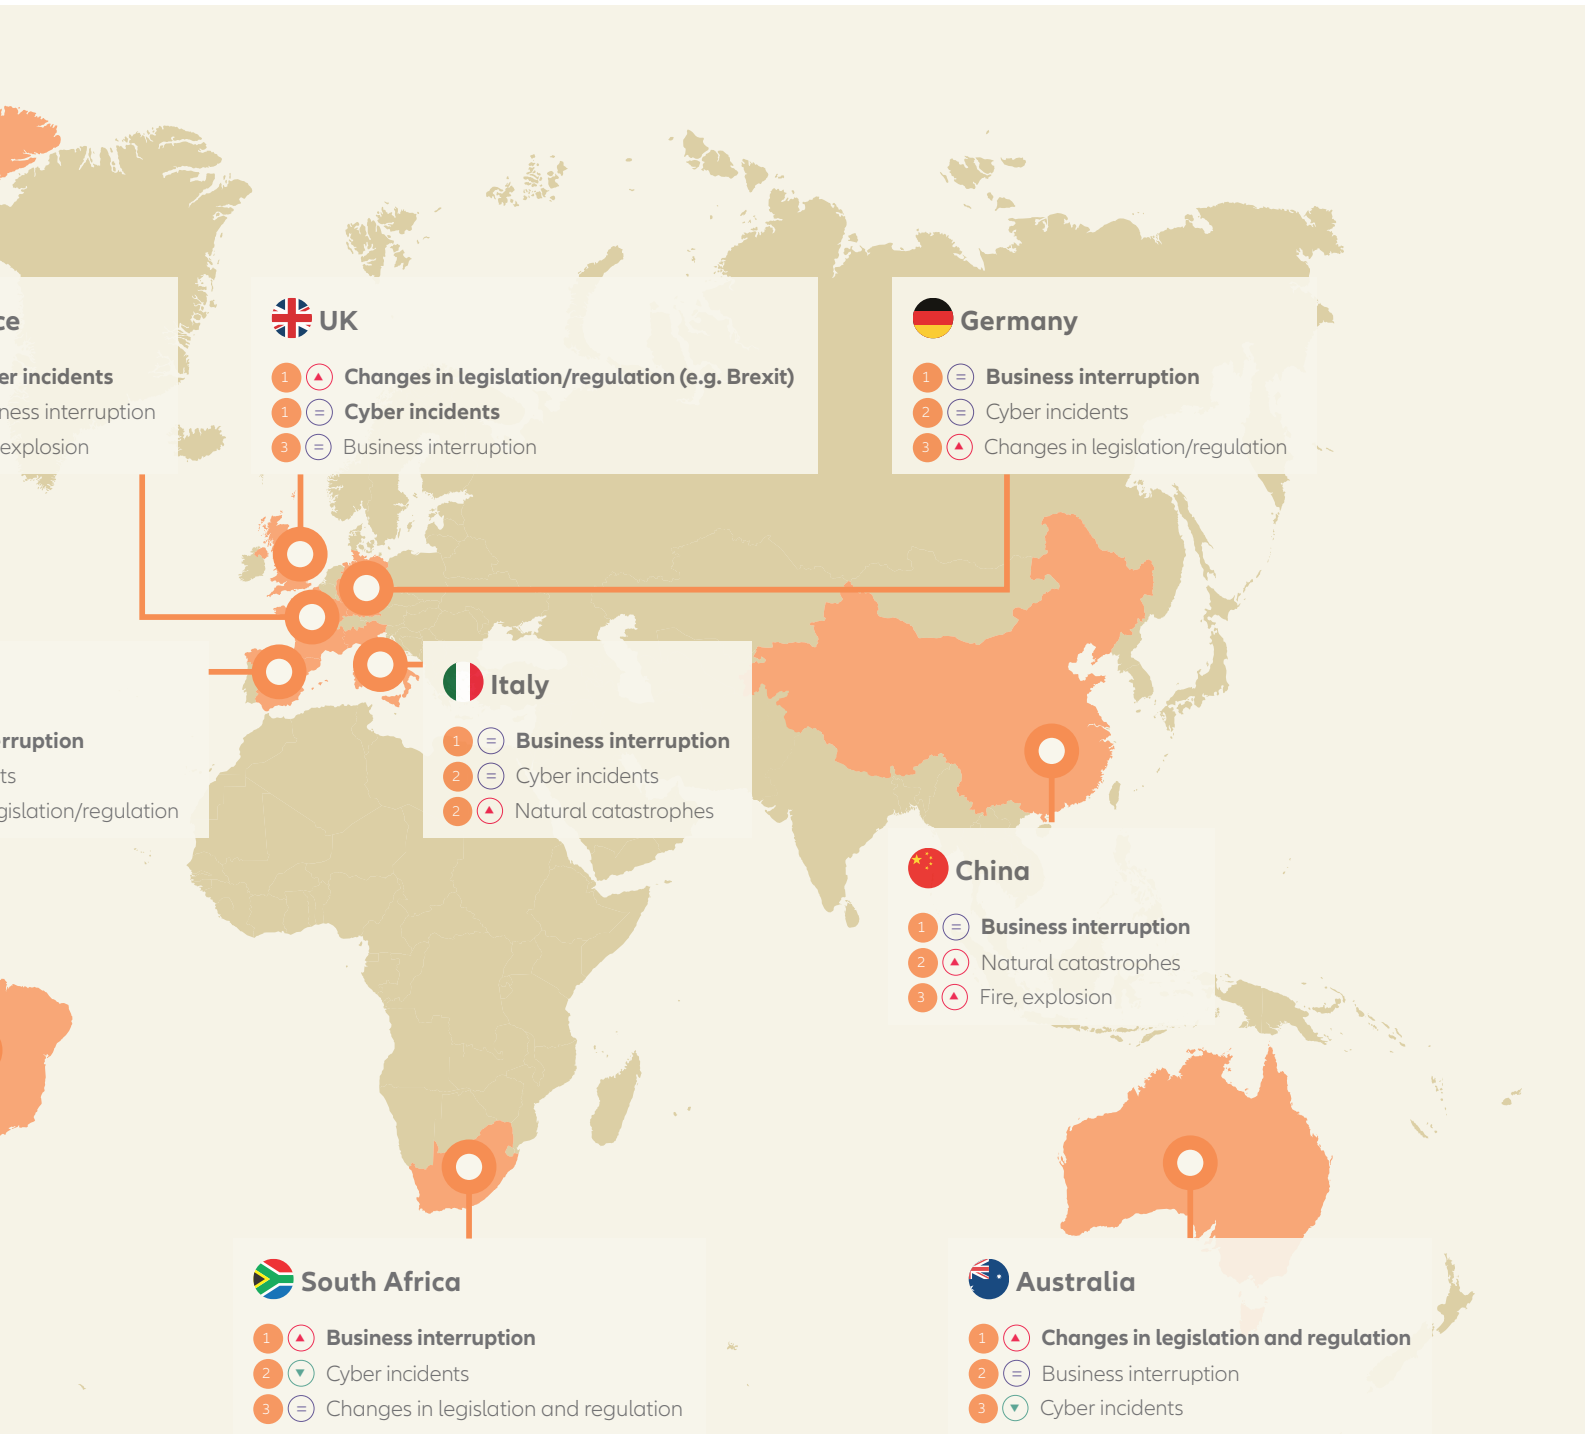 UK
1 Changes in legislation/regulation (e.g. Brexit)
1 = Cyber incidents
3 = Business interruption
Germany
1 = Business interruption
2 = Cyber incidents
3 Changes in legislation/regulation
ce
er incidents
ness interruption
explosion
rruption
ts
gislation/regulation
Italy
1 = Business interruption
2 = Cyber incidents
2 Natural catastrophes
China
1 = Business interruption
2 Natural catastrophes
3 Fire, explosion
South Africa
1 Business interruption
2 Cyber incidents
3 = Changes in legislation and regulation
Australia
1 Changes in legislation and regulation
2 = Business interruption
3 Cyber incidents